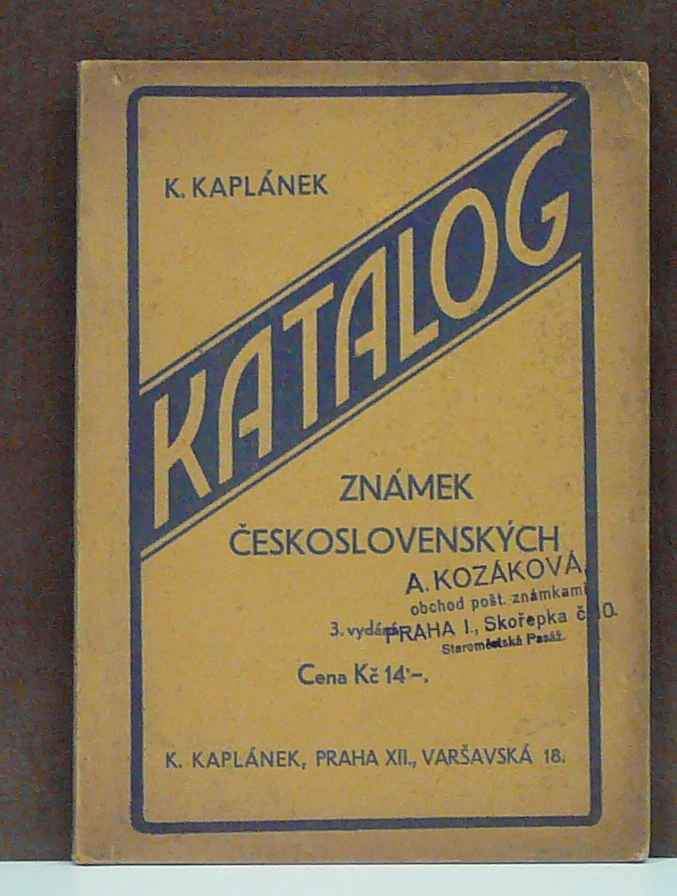 K. KAPLÁNEK
KATALOG
ZNÁMEK
ČESKOSLOVENSKÝCH
A. KOZÁKOVÁ,
obchod pošt. známkami
3. vydání.
PRAHA I., Skořepka č. 10.
Staroměstská Pasáž.
Cena Kč 14·–.
K. KAPLÁNEK, PRAHA XII., VARŠAVSKÁ 18.